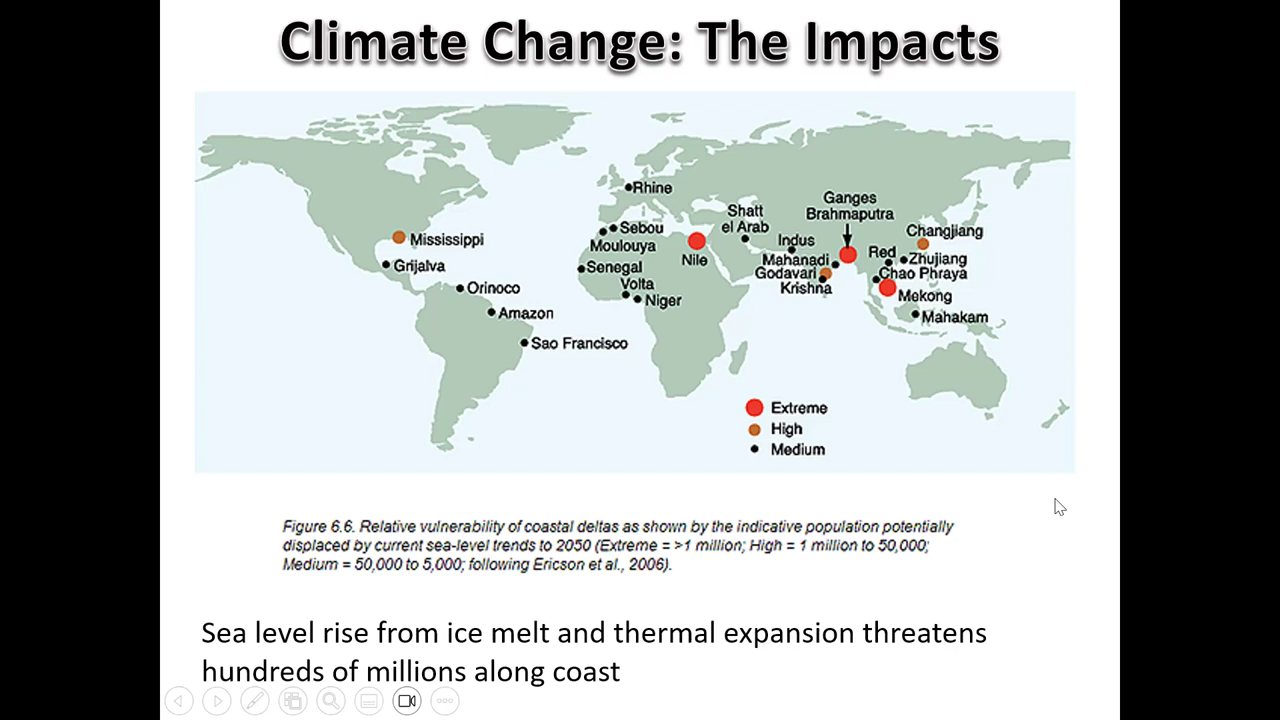 Climate Change: The Impacts
Rhine
Ganges
Brahmaputra
Shatt
el Arab
Sebou
Moulouya
Nile
Indus
Mahanadi
Godavari
Krishna
Red
Changjiang
Zhujiang
Chao Phraya
Mekong
Mahakam
Mississippi
Grijalva
Senegal
Volta
Niger
Orinoco
Amazon
Sao Francisco
Extreme
High
Medium
Figure 6.6. Relative vulnerability of coastal deltas as shown by the indicative population potentially
displaced by current sea-level trends to 2050 (Extreme = >1 million; High = 1 million to 50,000;
Medium = 50,000 to 5,000; following Ericson et al., 2006).
Sea level rise from ice melt and thermal expansion threatens
hundreds of millions along coast